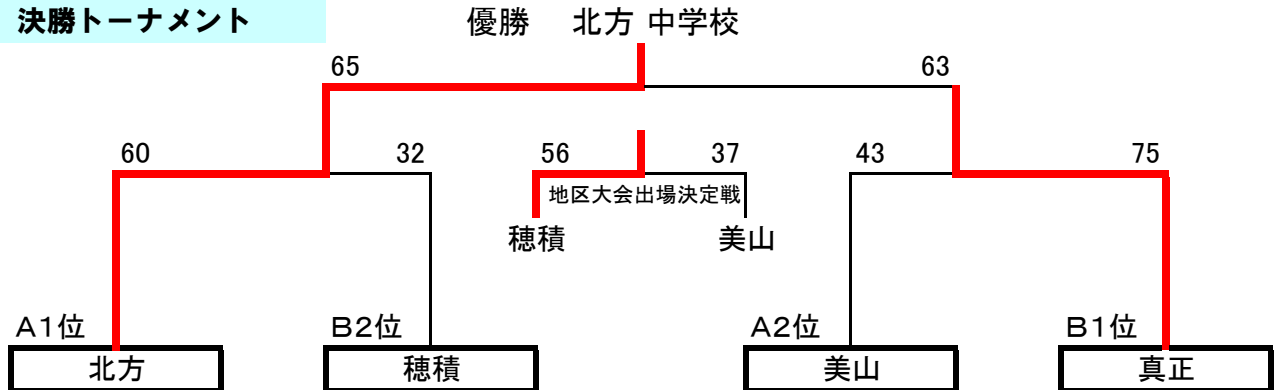 決勝トーナメント
優勝 北方 中学校
65 63
60 32 56 37 43 75
地区大会出場決定戦
穂積 美山
A1位 B2位 A2位 B1位
北方 穂積 美山 真正